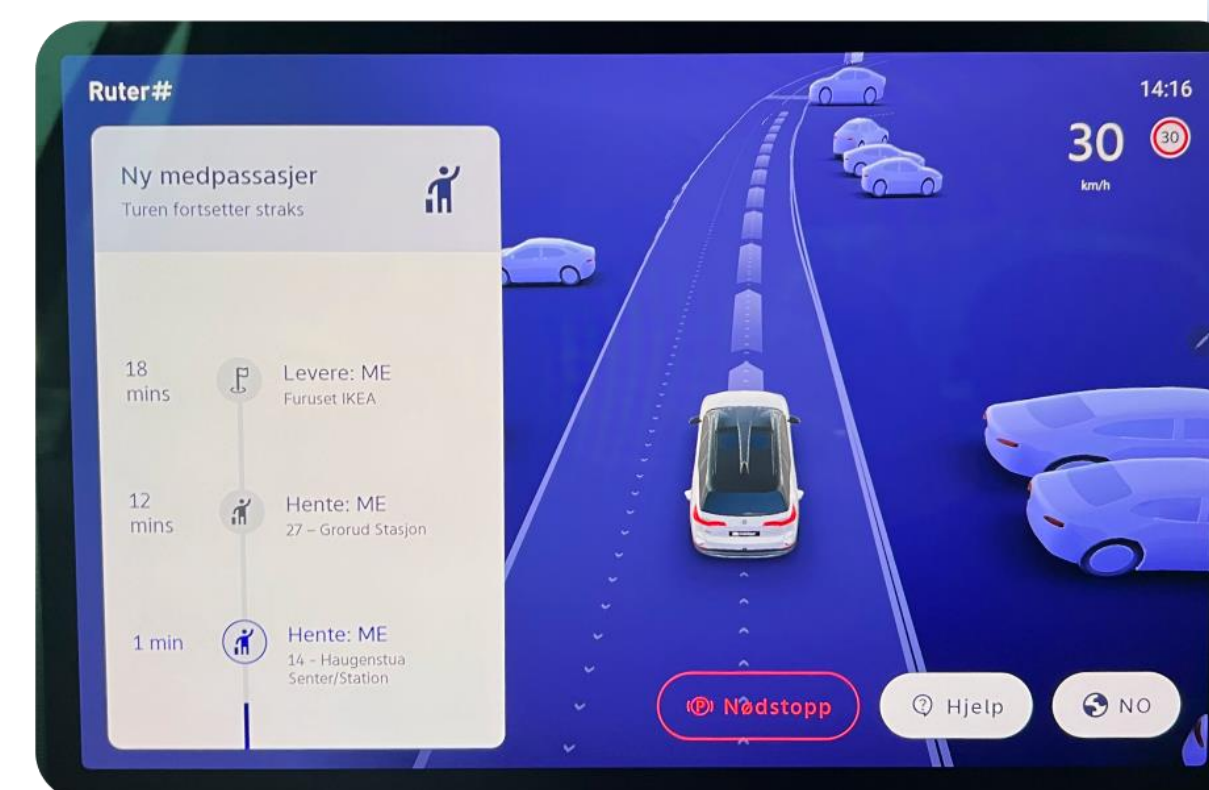 Ruter#
14:16
30
30
km/h
Ny medpassasjer
Turen fortsetter straks
18
mins
Levere: ME
Furuset IKEA
12
mins
Hente: ME
27 – Grorud Stasjon
1 min
Hente: ME
14 - Haugenstua
Senter/Station
Nødstopp
Hjelp
NO